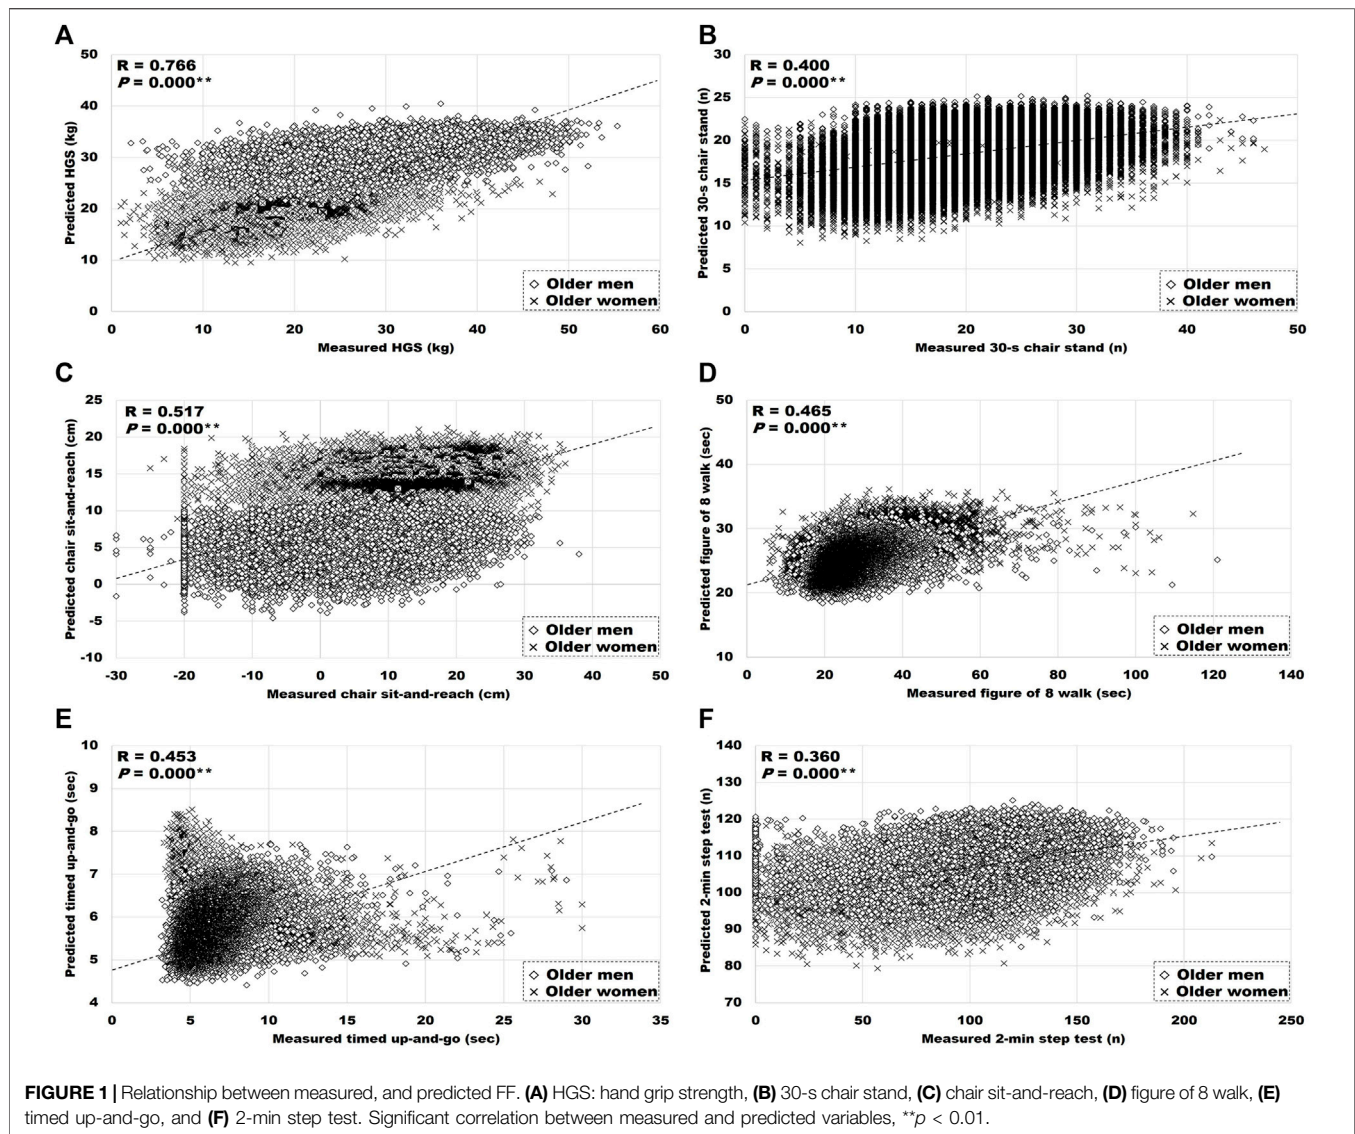 A
50
40
30
20
10
0
Predicted HGS (kg)
R = 0.766
P = 0.000**
◇ Older men
× Older women
0 10 20 30 40 50 60
Measured HGS (kg)
B
30
25
20
15
10
5
0
Predicted 30-s chair stand (n)
R = 0.400
P = 0.000**
◇ Older men
× Older women
0 10 20 30 40 50
Measured 30-s chair stand (n)
C
25
20
15
10
5
0
-5
-10
Predicted chair sit-and-reach (cm)
R = 0.517
P = 0.000**
◇ Older men
× Older women
-30 -20 -10 0 10 20 30 40 50
Measured chair sit-and-reach (cm)
D
50
40
30
20
10
Predicted figure of 8 walk (sec)
R = 0.465
P = 0.000**
◇ Older men
× Older women
0 20 40 60 80 100 120 140
Measured figure of 8 walk (sec)
E
10
9
8
7
6
5
4
Predicted timed up-and-go (sec)
R = 0.453
P = 0.000**
◇ Older men
× Older women
0 5 10 15 20 25 30 35
Measured timed up-and-go (sec)
F
140
130
120
110
100
90
80
70
Predicted 2-min step test (n)
R = 0.360
P = 0.000**
◇ Older men
× Older women
0 50 100 150 200 250
Measured 2-min step test (n)
FIGURE 1 | Relationship between measured, and predicted FF. (A) HGS: hand grip strength, (B) 30-s chair stand, (C) chair sit-and-reach, (D) figure of 8 walk, (E)
timed up-and-go, and (F) 2-min step test. Significant correlation between measured and predicted variables, **p < 0.01.